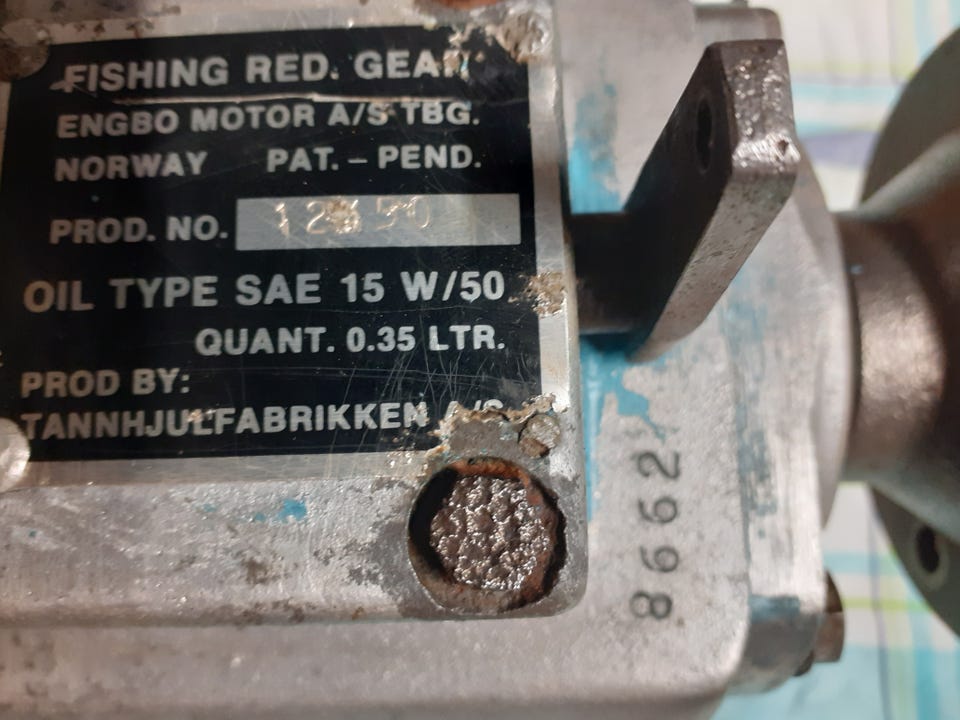 FISHING RED. GEAR
ENGBO MOTOR A/S TBG.
NORWAY PAT. – PEND.
PROD. NO.
OIL TYPE SAE 15 W/50
QUANT. 0.35 LTR.
PROD BY:
TANNHJULFABRIKKEN A/S
8662